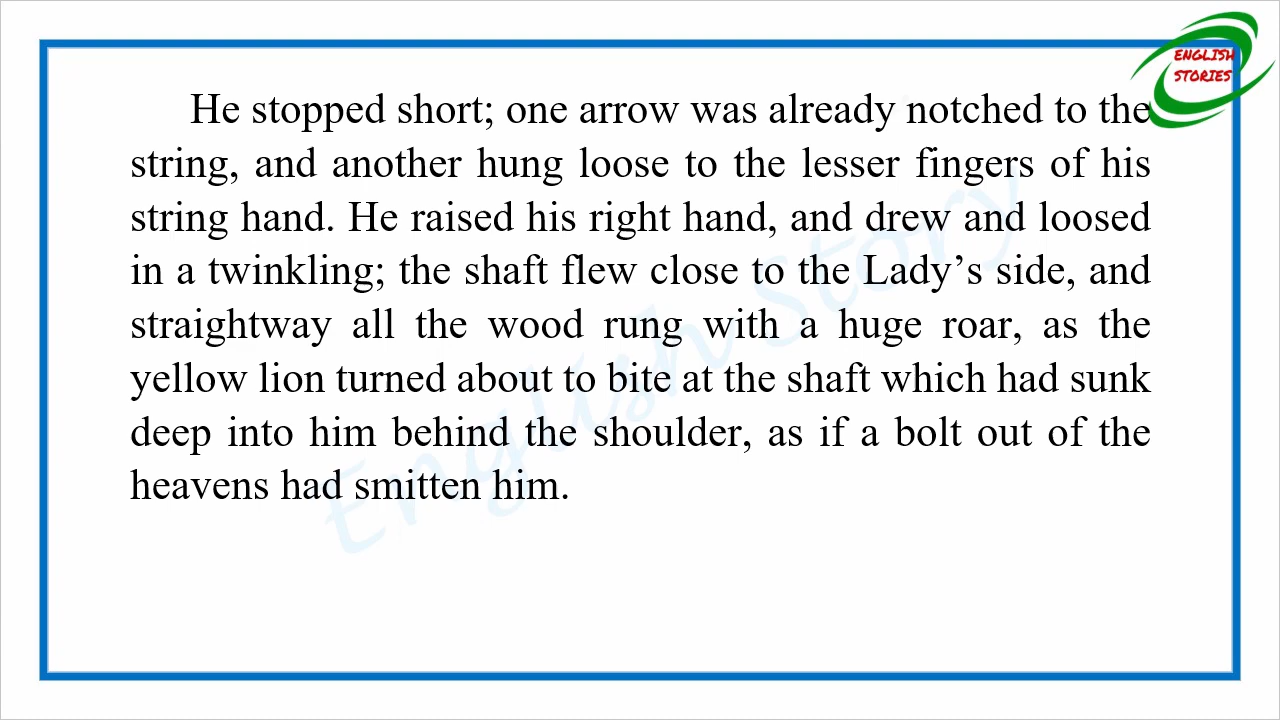 ENGLISH
STORIES
He stopped short; one arrow was already notched to the
string, and another hung loose to the lesser fingers of his
string hand. He raised his right hand, and drew and loosed
in a twinkling; the shaft flew close to the Lady’s side, and
straightway all the wood rung with a huge roar, as the
yellow lion turned about to bite at the shaft which had sunk
deep into him behind the shoulder, as if a bolt out of the
heavens had smitten him.
English Story